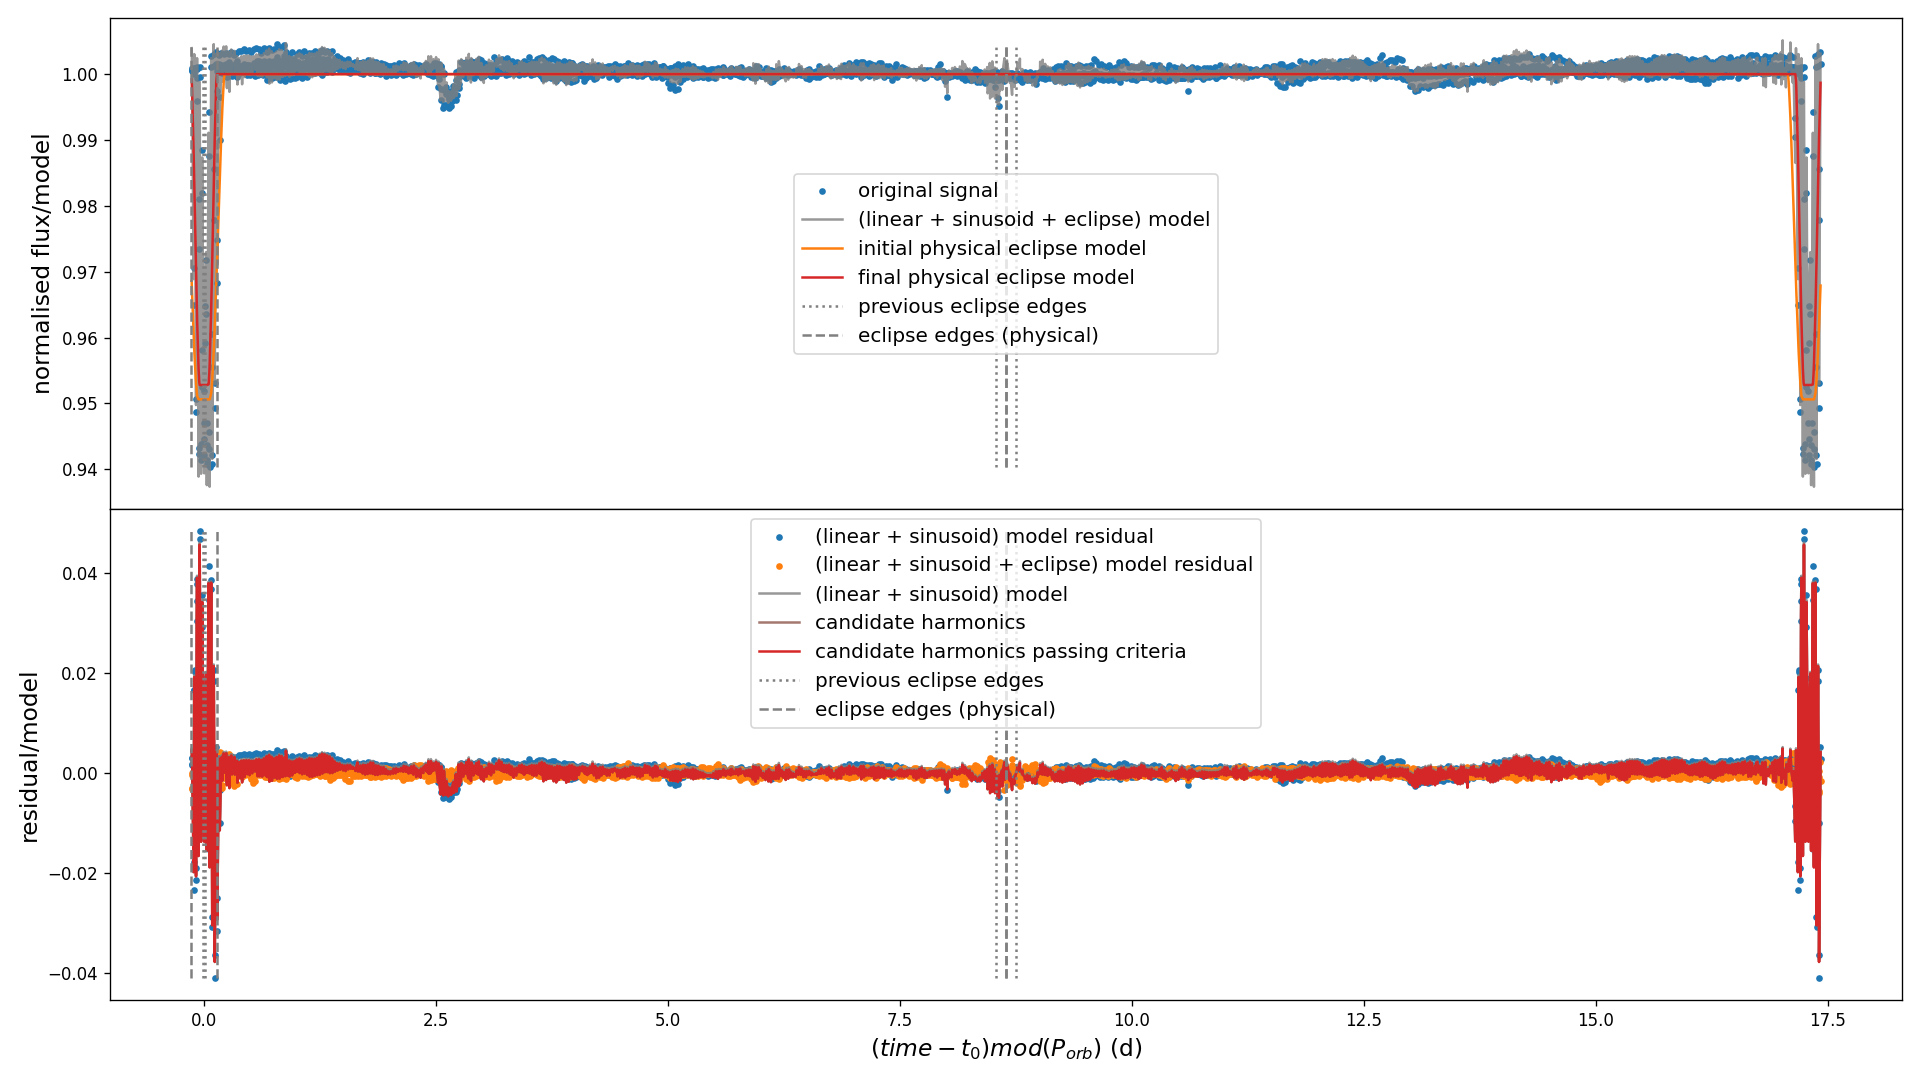 normalised flux/model
1.00
0.99
0.98
0.97
0.96
0.95
0.94
original signal
(linear + sinusoid + eclipse) model
initial physical eclipse model
final physical eclipse model
previous eclipse edges
eclipse edges (physical)
residual/model
0.04
0.02
0.00
−0.02
−0.04
(linear + sinusoid) model residual
(linear + sinusoid + eclipse) model residual
(linear + sinusoid) model
candidate harmonics
candidate harmonics passing criteria
previous eclipse edges
eclipse edges (physical)
0.0 2.5 5.0 7.5 10.0 12.5 15.0 17.5
(time − t₀)mod(P_orb) (d)